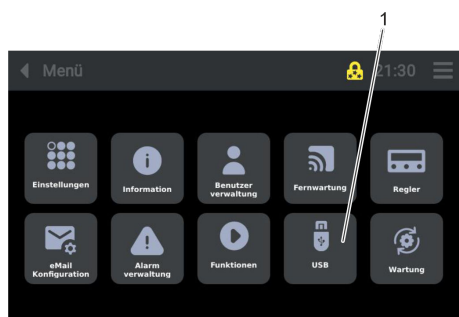 1
Menü
21:30
Einstellungen
Information
Benutzer
verwaltung
Fernwartung
Regler
eMail
Konfiguration
Alarm
verwaltung
Funktionen
USB
Wartung